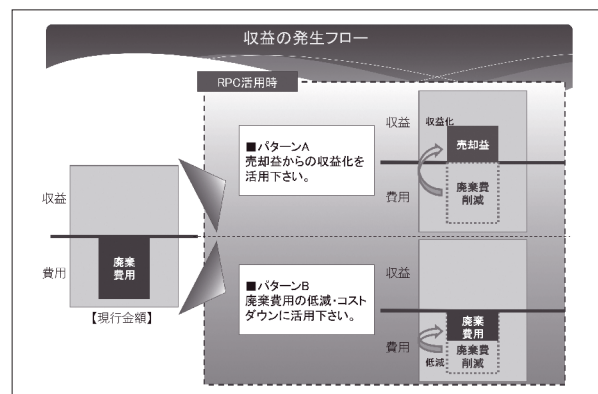 収益の発生フロー
RPC活用時
収益
費用
廃棄
費用
【現行金額】
■パターンA
売却益からの収益化を
活用下さい。
収益
収益化
売却益
費用
廃棄費
削減
■パターンB
廃棄費用の低減・コスト
ダウンに活用下さい。
収益
費用
廃棄
費用
廃棄費
削減
低減